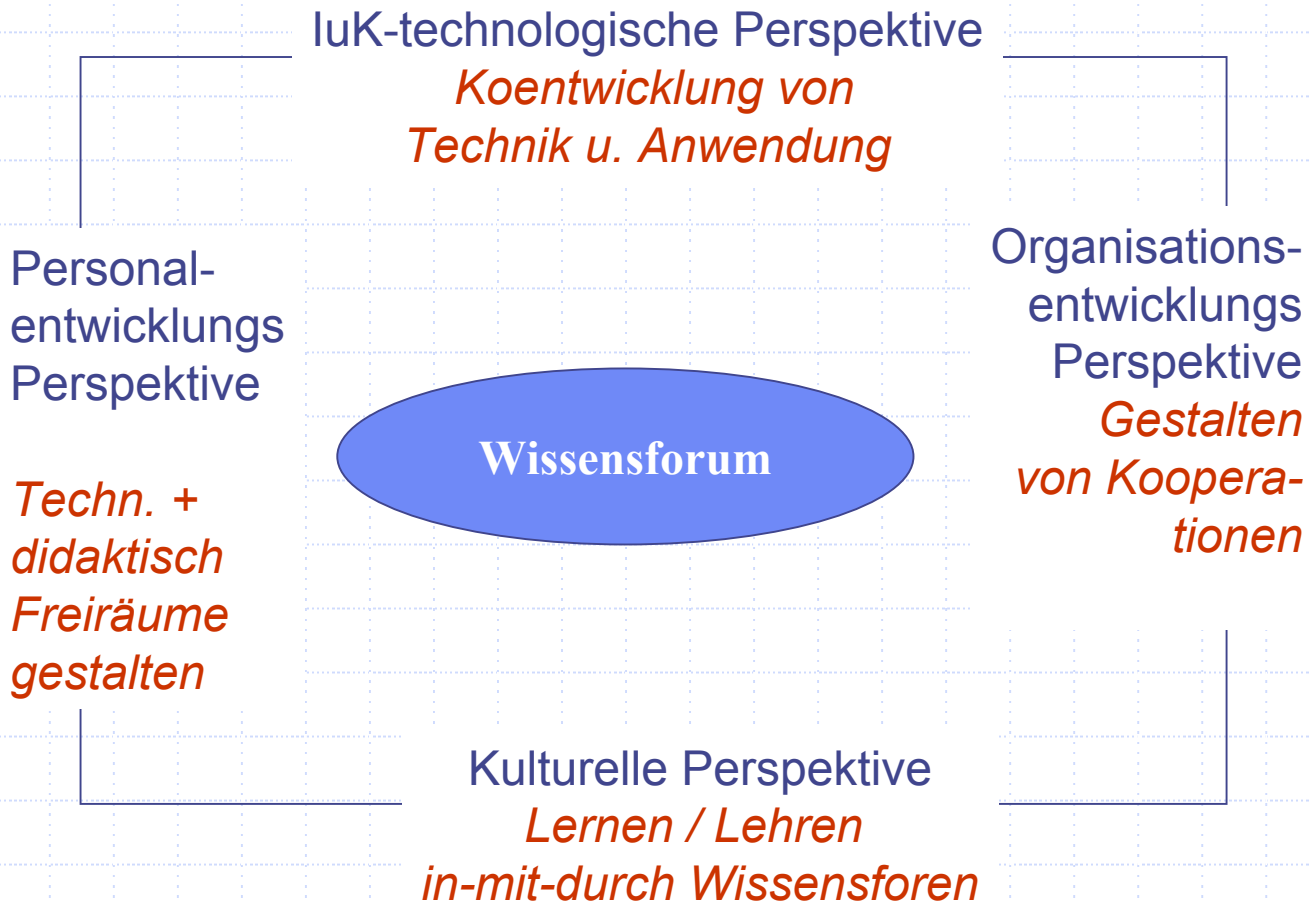 IuK-technologische Perspektive
Koentwicklung von
Technik u. Anwendung
Personal-
entwicklungs
Perspektive
Techn. +
didaktisch
Freiräume
gestalten
Wissensforum
Organisations-
entwicklungs
Perspektive
Gestalten
von Koopera-
tionen
Kulturelle Perspektive
Lernen / Lehren
in-mit-durch Wissensforen